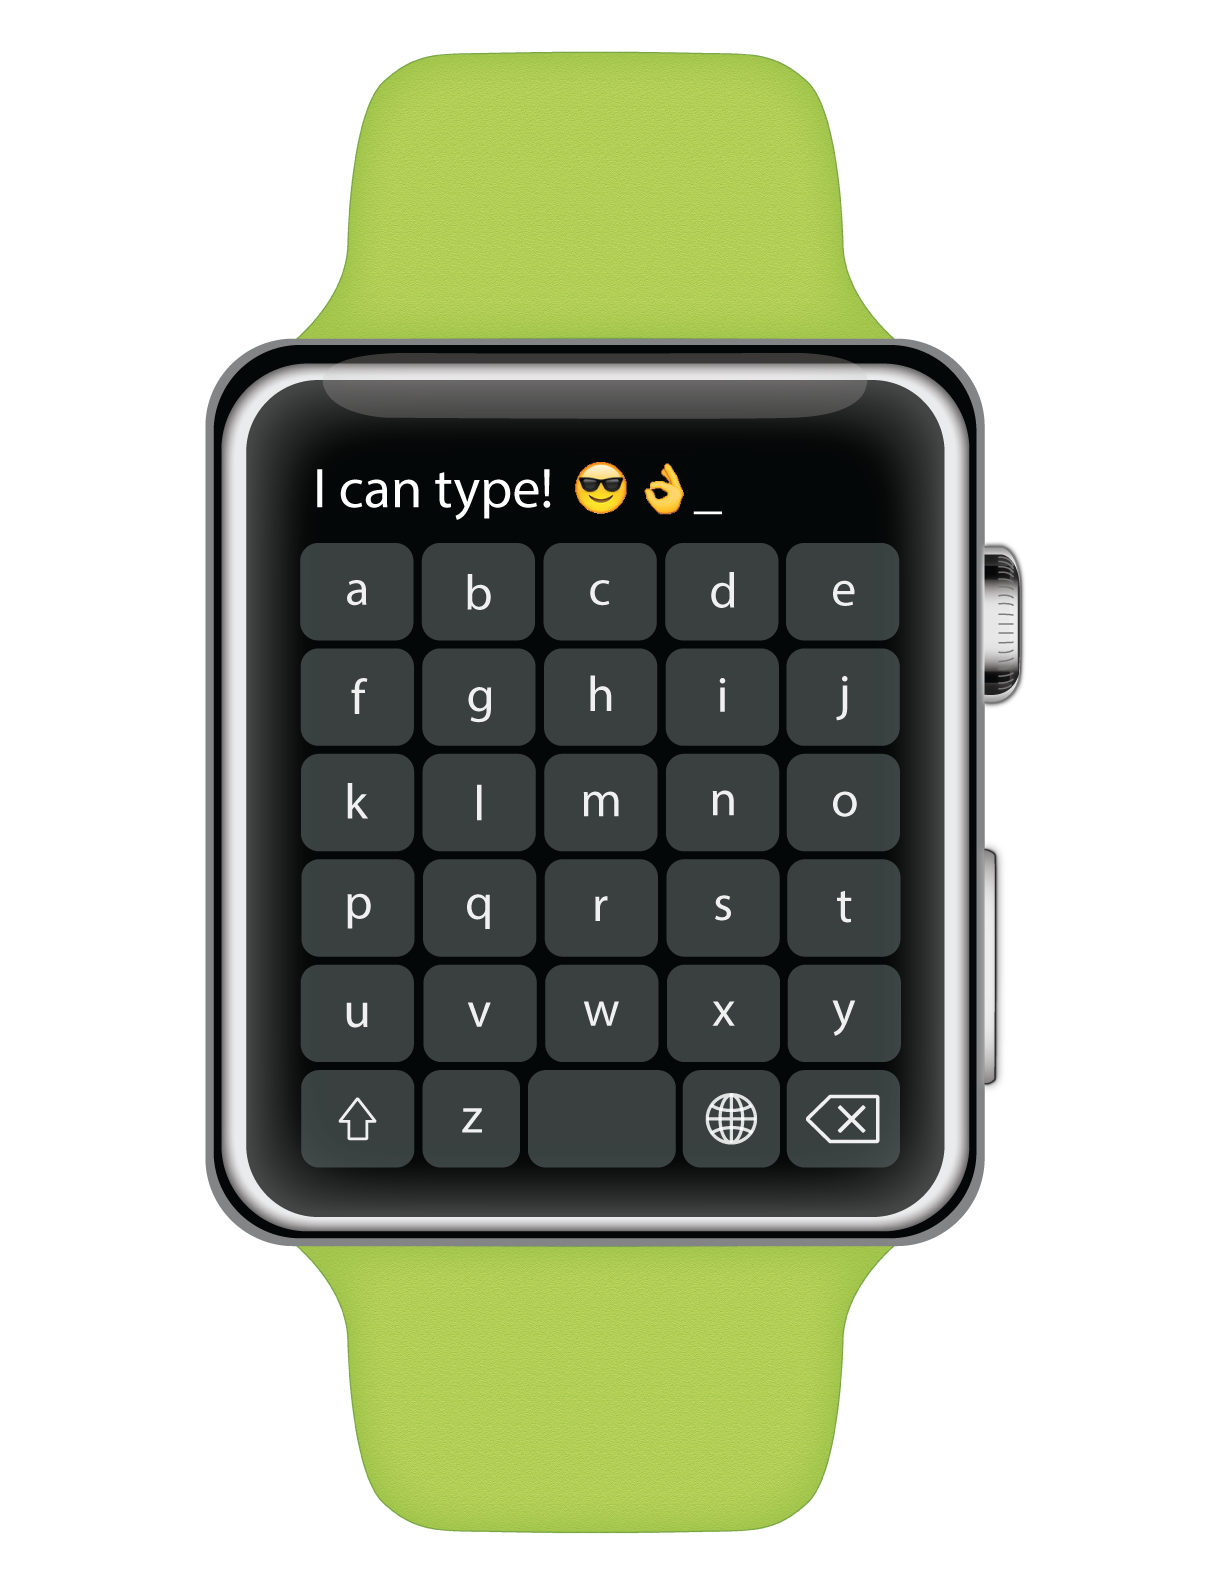 I can type! 😎👌_
a b c d e
f g h i j
k l m n o
p q r s t
u v w x y
z